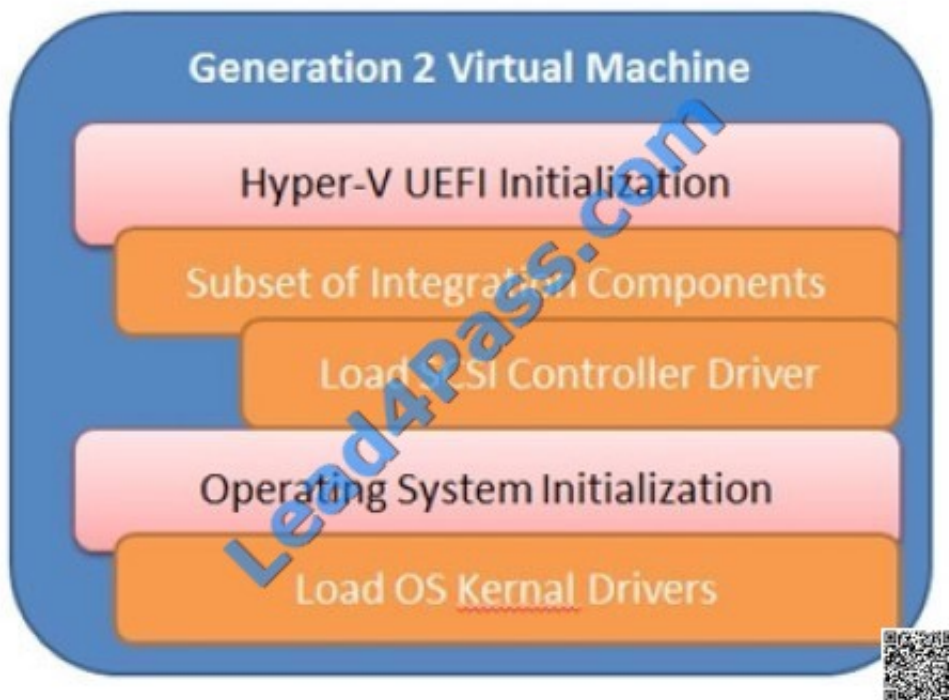 Generation 2 Virtual Machine
Hyper-V UEFI Initialization
Subset of Integration Components
Load SCSI Controller Driver
Operating System Initialization
Load OS Kernal Drivers
Lead4Pass.com